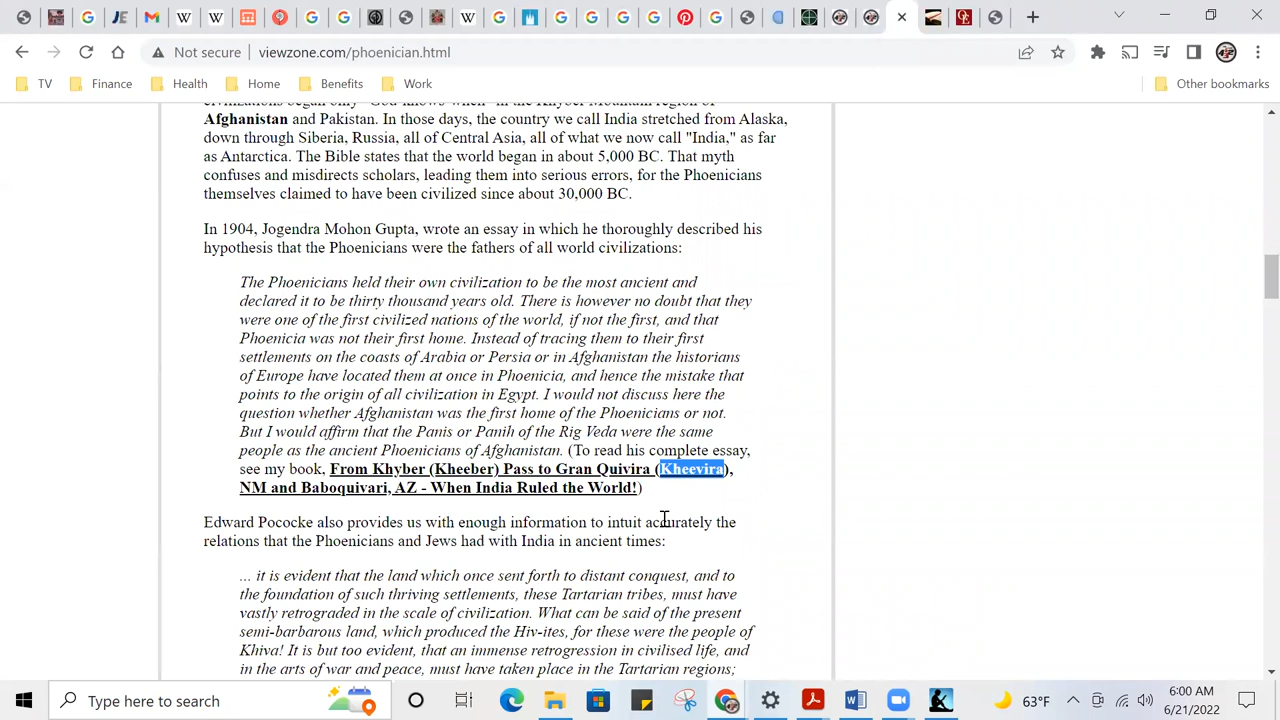 Not secure
viewzone.com/phoenician.html
TV
Finance
Health
Home
Benefits
Work
Other bookmarks
civilizations began only "God knows when" in the Khyber Mountain region of
Afghanistan and Pakistan. In those days, the country we call India stretched from Alaska,
down through Siberia, Russia, all of Central Asia, all of what we now call "India," as far
as Antarctica. The Bible states that the world began in about 5,000 BC. That myth
confuses and misdirects scholars, leading them into serious errors, for the Phoenicians
themselves claimed to have been civilized since about 30,000 BC.
In 1904, Jogendra Mohon Gupta, wrote an essay in which he thoroughly described his
hypothesis that the Phoenicians were the fathers of all world civilizations:
The Phoenicians held their own civilization to be the most ancient and
declared it to be thirty thousand years old. There is however no doubt that they
were one of the first civilized nations of the world, if not the first, and that
Phoenicia was not their first home. Instead of tracing them to their first
settlements on the coasts of Arabia or Persia or in Afghanistan the historians
of Europe have located them at once in Phoenicia, and hence the mistake that
points to the origin of all civilization in Egypt. I would not discuss here the
question whether Afghanistan was the first home of the Phoenicians or not.
But I would affirm that the Panis or Panih of the Rig Veda were the same
people as the ancient Phoenicians of Afghanistan. (To read his complete essay,
see my book, From Khyber (Kheeber) Pass to Gran Quivira (Kheevira),
NM and Baboquivari, AZ - When India Ruled the World!)
Edward Pococke also provides us with enough information to intuit accurately the
relations that the Phoenicians and Jews had with India in ancient times:
... it is evident that the land which once sent forth to distant conquest, and to
the foundation of such thriving settlements, these Tartarian tribes, must have
vastly retrograded in the scale of civilization. What can be said of the present
semi-barbarous land, which produced the Hiv-ites, for these were the people of
Khiva! It is but too evident, that an immense retrogression in civilised life, and
in the arts of war and peace, must have taken place in the Tartarian regions;
Type here to search
63°F
6:00 AM
6/21/2022